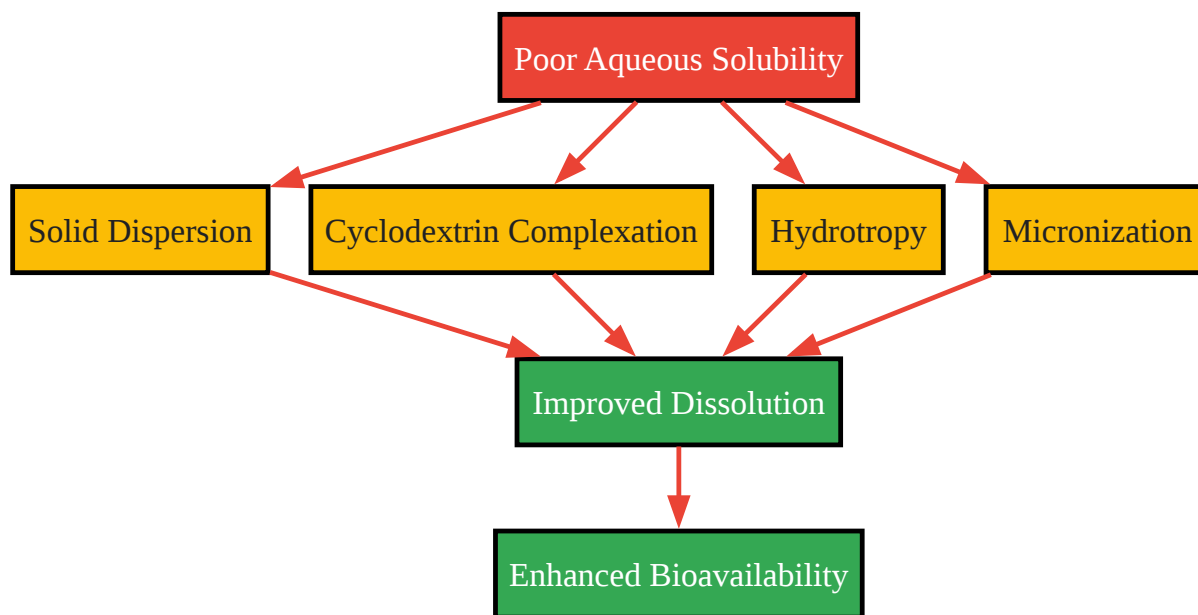 Poor Aqueous Solubility
Solid Dispersion
Cyclodextrin Complexation
Hydrotropy
Micronization
Improved Dissolution
Enhanced Bioavailability